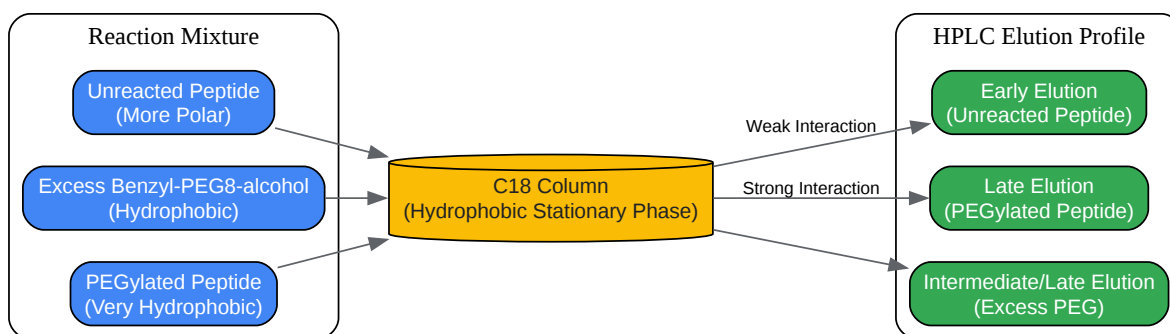 Reaction Mixture
Unreacted Peptide
(More Polar)
Excess Benzyl-PEG8-alcohol
(Hydrophobic)
PEGylated Peptide
(Very Hydrophobic)
C18 Column
(Hydrophobic Stationary Phase)
Weak Interaction
Strong Interaction
HPLC Elution Profile
Early Elution
(Unreacted Peptide)
Late Elution
(PEGylated Peptide)
Intermediate/Late Elution
(Excess PEG)